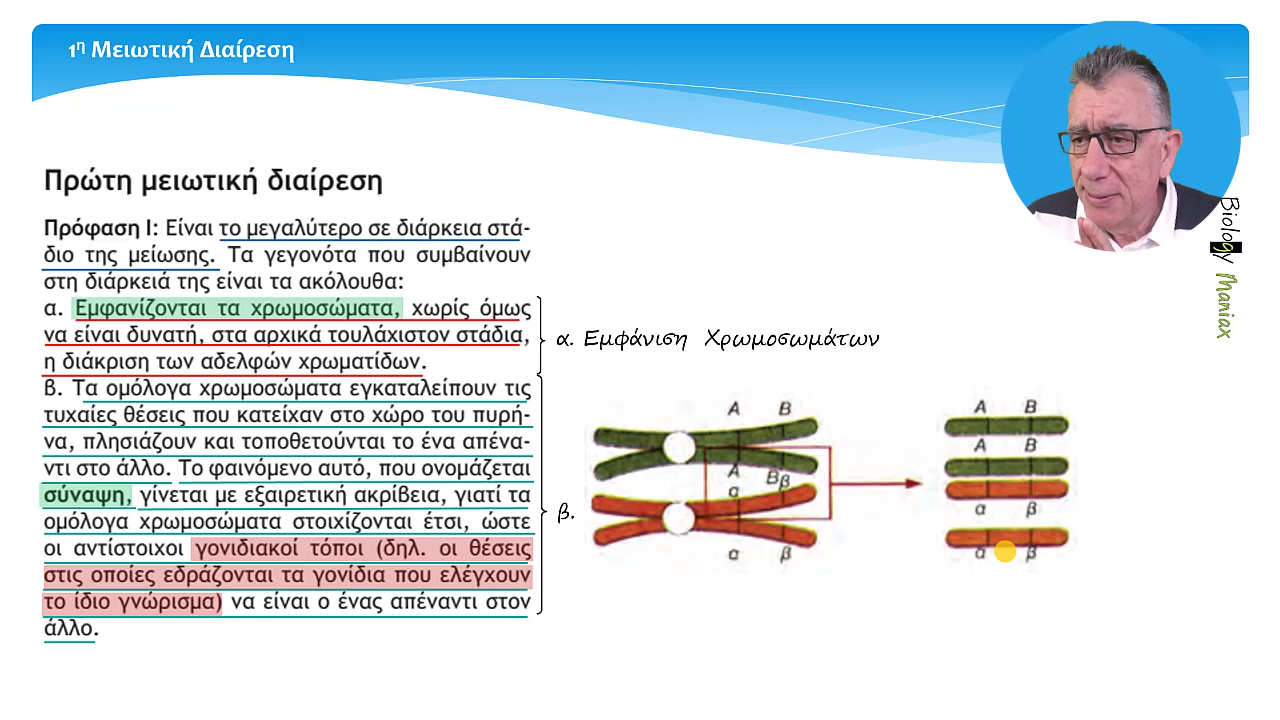 1η Μειωτική Διαίρεση
Πρώτη μειωτική διαίρεση
Πρόφαση Ι: Είναι το μεγαλύτερο σε διάρκεια στά-
διο της μείωσης. Τα γεγονότα που συμβαίνουν
στη διάρκειά της είναι τα ακόλουθα:
α. Εμφανίζονται τα χρωμοσώματα, χωρίς όμως
να είναι δυνατή, στα αρχικά τουλάχιστον στάδια,
η διάκριση των αδελφών χρωματίδων.
β. Τα ομόλογα χρωμοσώματα εγκαταλείπουν τις
τυχαίες θέσεις που κατείχαν στο χώρο του πυρή-
να, πλησιάζουν και τοποθετούνται το ένα απένα-
ντι στο άλλο. Το φαινόμενο αυτό, που ονομάζεται
σύναψη, γίνεται με εξαιρετική ακρίβεια, γιατί τα
ομόλογα χρωμοσώματα στοιχίζονται έτσι, ώστε
οι αντίστοιχοι γονιδιακοί τόποι (δηλ. οι θέσεις
στις οποίες εδράζονται τα γονίδια που ελέγχουν
το ίδιο γνώρισμα) να είναι ο ένας απέναντι στον
άλλο.
α. Εμφάνιση Χρωμοσωμάτων
β.
A B
A B
α β
α β
A B
A B
α β
α β
Biology Maniax